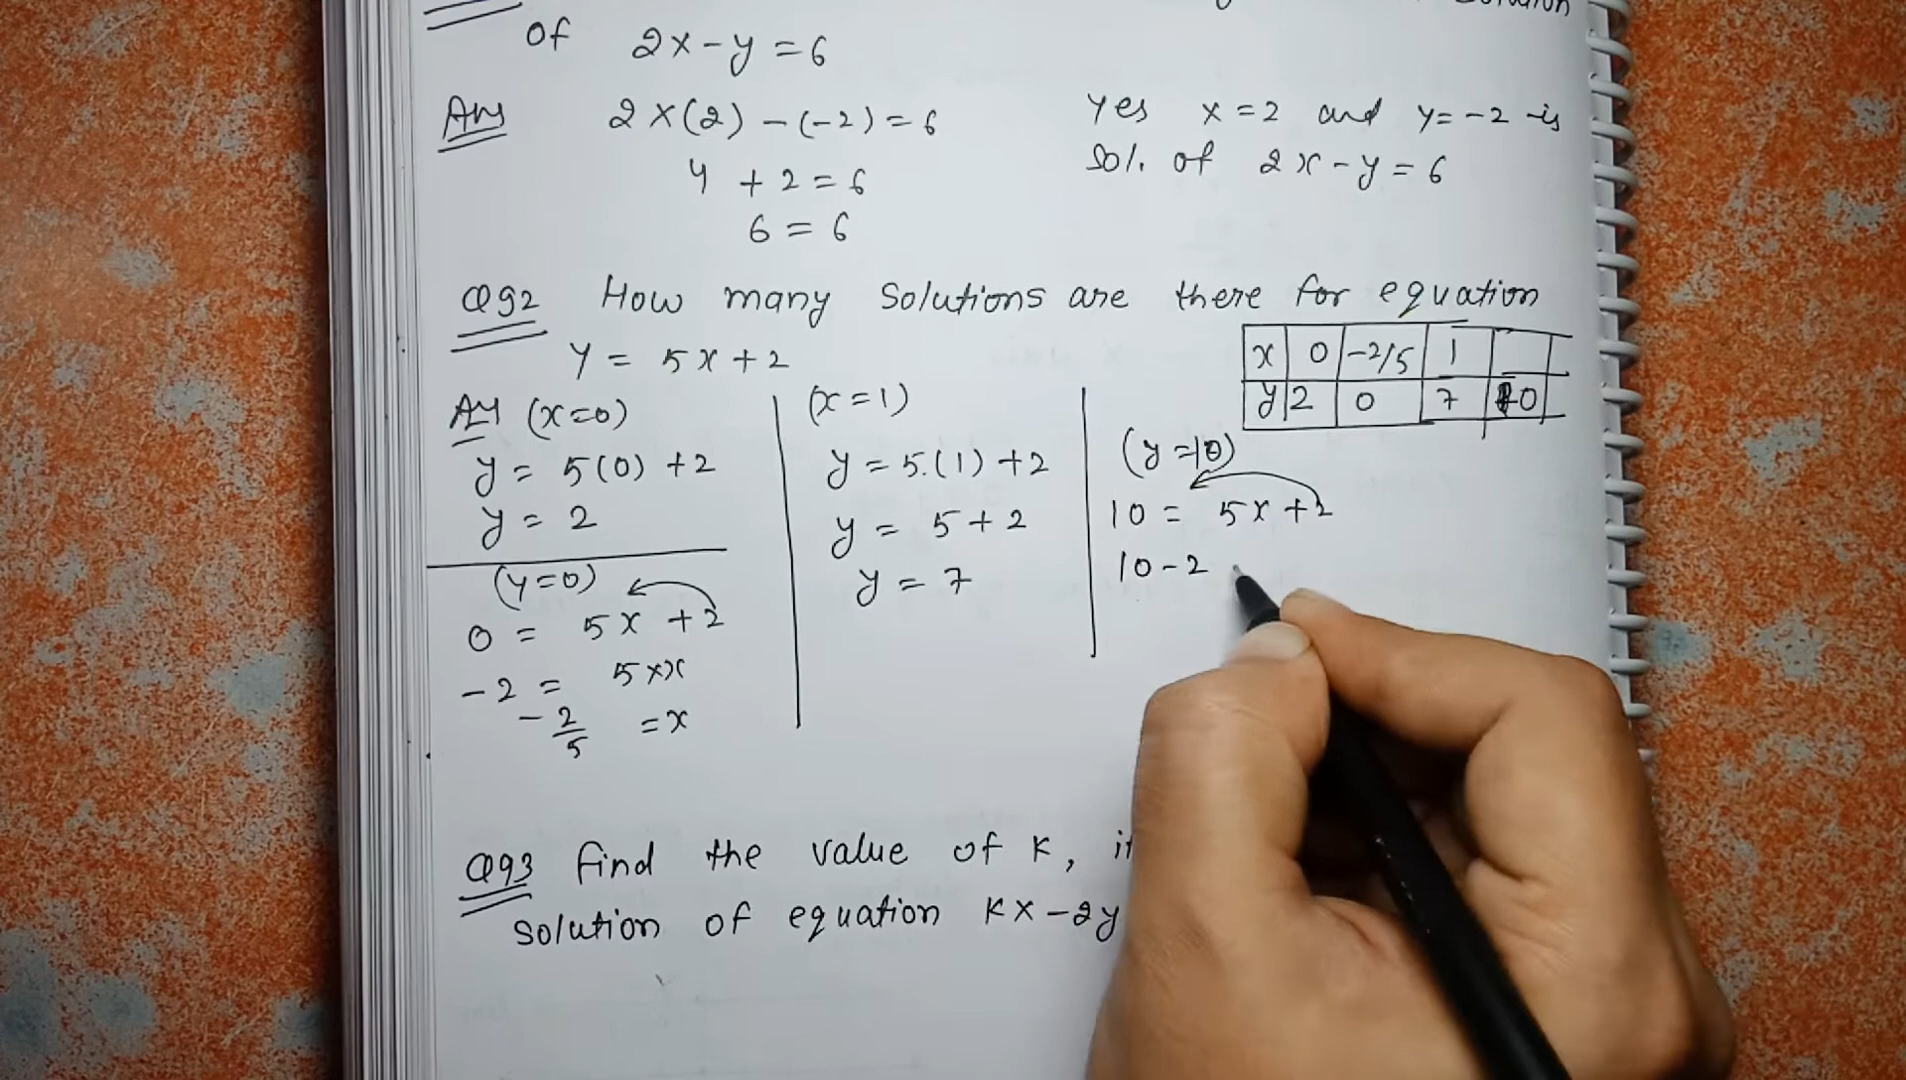 of 2x-y=6
Ans 2x(2)-(-2)=6
4+2=6
6=6
Yes x=2 and y=-2 is
sol. of 2x-y=6
Q92 How many Solutions are there for equation
y = 5x+2
x 0 -2/5 1
y 2 0 7 10
Ans (x=0)
y = 5(0)+2
y = 2
(y=0)
0 = 5x+2
-2 = 5xx
-2/5 = x
(x=1)
y=5.(1)+2
y = 5+2
y = 7
(y=10)
10 = 5x+2
10-2
Q93 find the value of K,
solution of equation Kx-2y